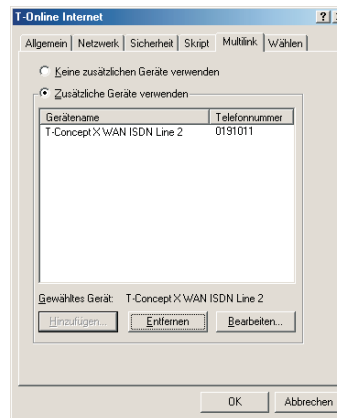 T-Online Internet
Allgemein Netzwerk Sicherheit Skript Multilink Wählen
Keine zusätzlichen Geräte verwenden
Zusätzliche Geräte verwenden
Gerätename Telefonnummer
T-Concept X WAN ISDN Line 2 0191011
Gewähltes Gerät: T-Concept X WAN ISDN Line 2
Hinzufügen... Entfernen Bearbeiten...
OK Abbrechen